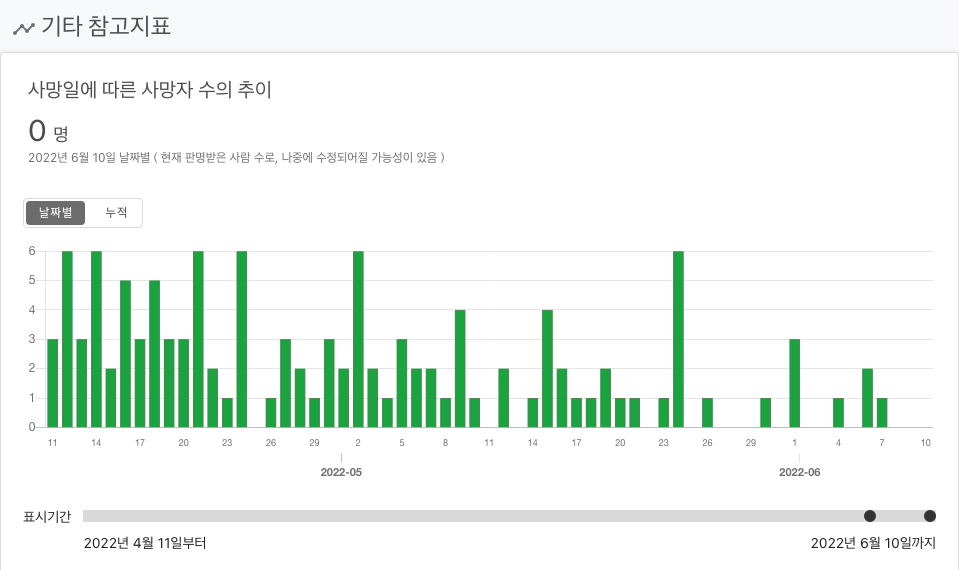 기타 참고지표
사망일에 따른 사망자 수의 추이
0 명
2022년 6월 10일 날짜별 ( 현재 판명받은 사람 수로, 나중에 수정되어질 가능성이 있음 )
날짜별 누적
6
5
4
3
2
1
0
11 14 17 20 23 26 29 2 5 8 11 14 17 20 23 26 29 1 4 7 10
2022-05 2022-06
표시기간
2022년 4월 11일부터 2022년 6월 10일까지